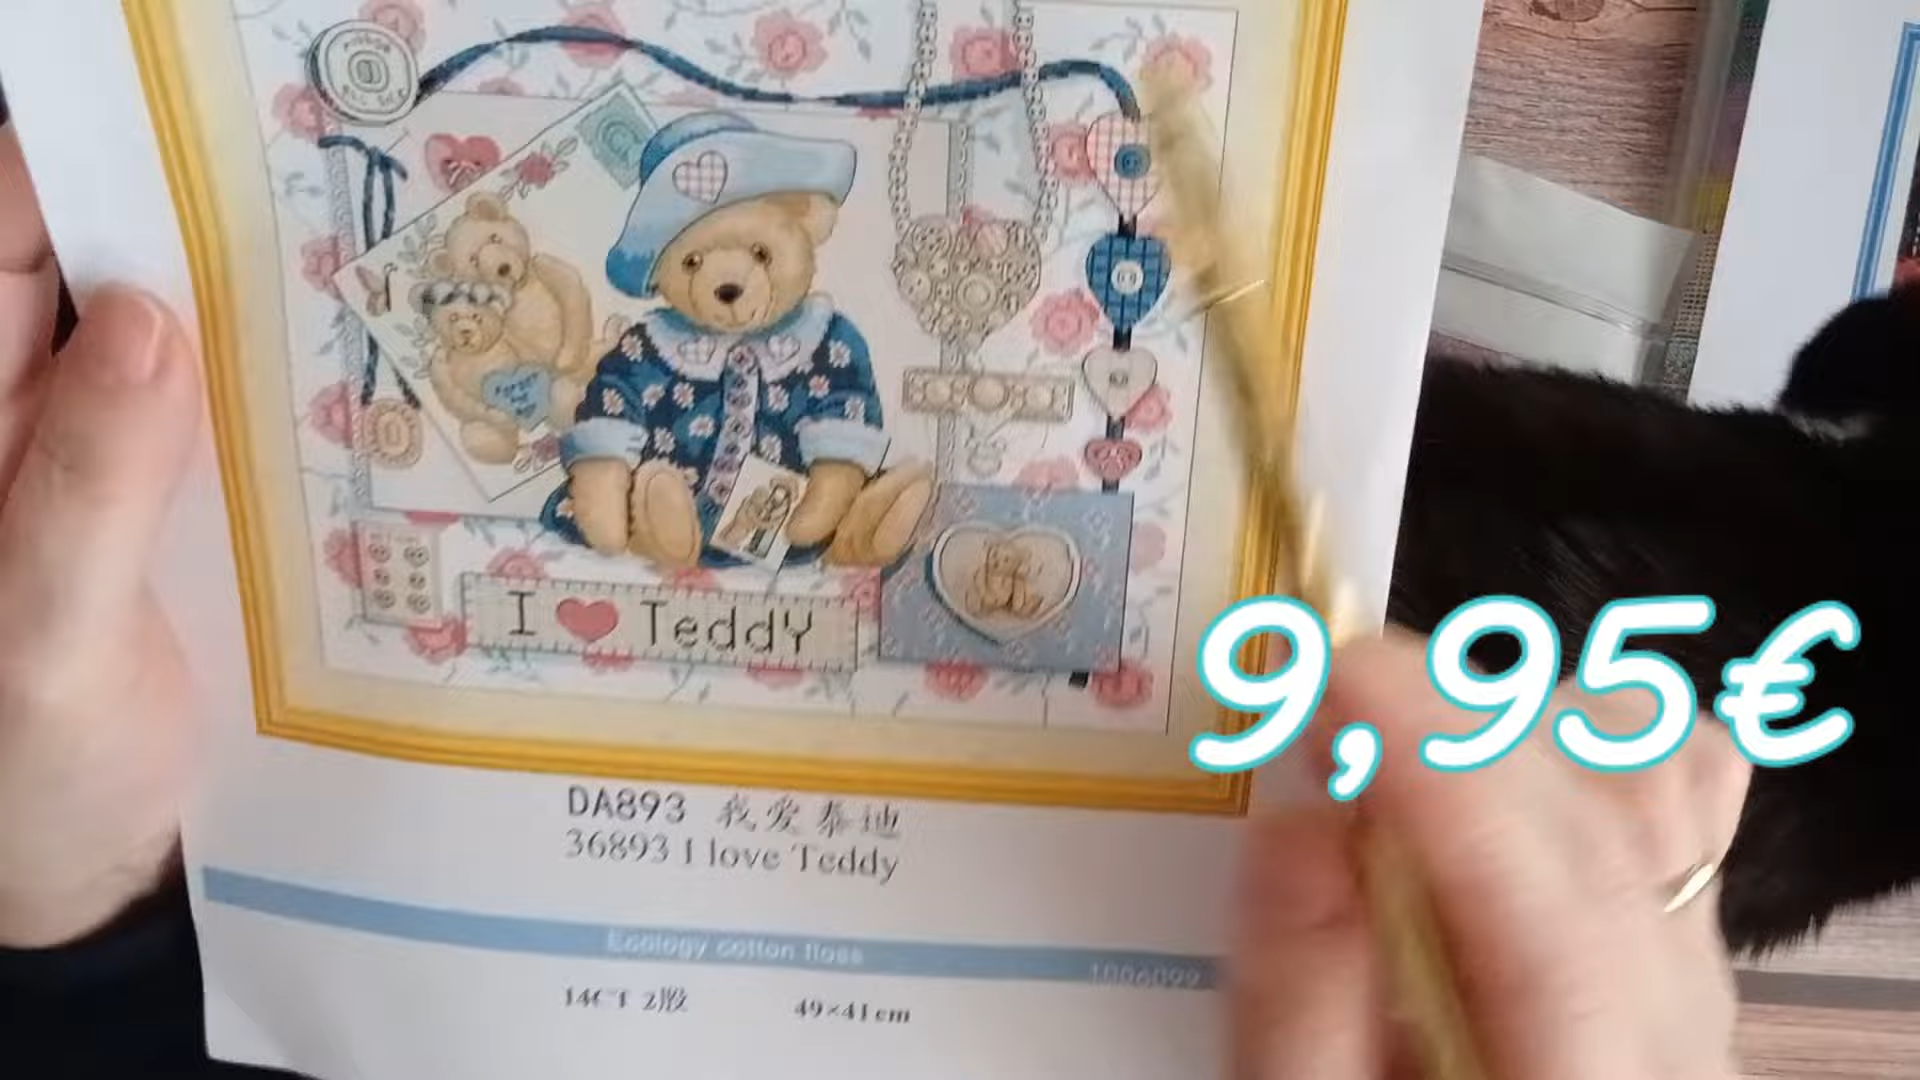 I ❤ Teddy
9,95€
DA893 我爱泰迪
36893 I love Teddy
Ecology cotton floss 1006099
14CT 2股 49×41cm